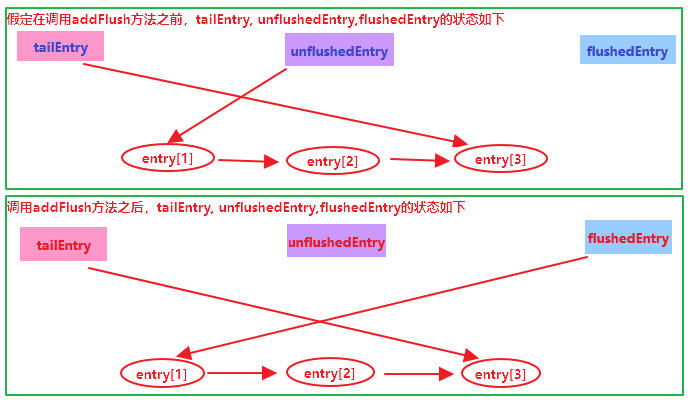 假定在调用addFlush方法之前，tailEntry, unflushedEntry,flushedEntry的状态如下
tailEntry
unflushedEntry
flushedEntry
entry[1]
entry[2]
entry[3]
调用addFlush方法之后，tailEntry, unflushedEntry,flushedEntry的状态如下
tailEntry
unflushedEntry
flushedEntry
entry[1]
entry[2]
entry[3]